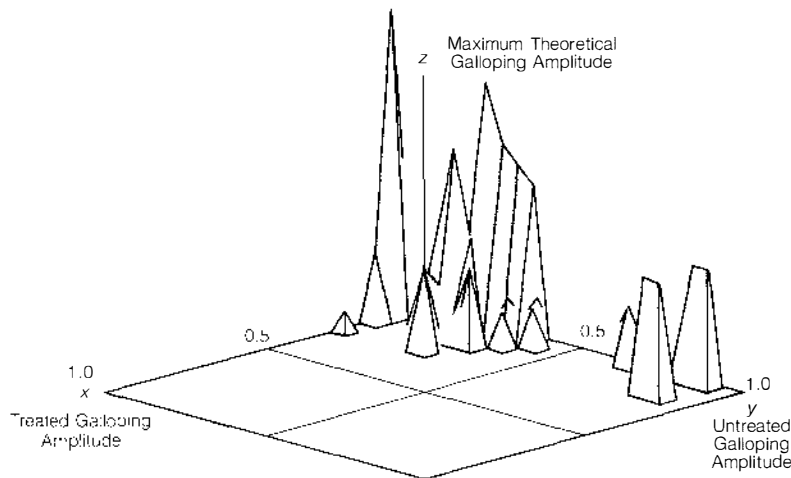 z
Maximum Theoretical
Galloping Amplitude
0.5
0.5
1.0
x
Treated Galloping
Amplitude
1.0
y
Untreated
Galloping
Amplitude